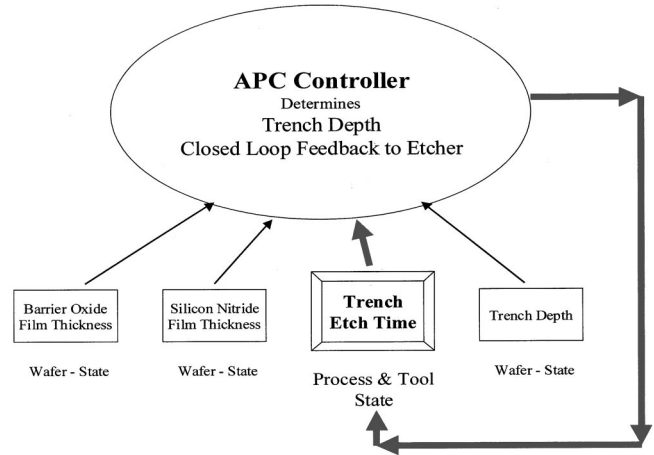 APC Controller
Determines
Trench Depth
Closed Loop Feedback to Etcher
Barrier Oxide
Film Thickness
Silicon Nitride
Film Thickness
Trench
Etch Time
Trench Depth
Wafer - State
Wafer - State
Process & Tool
State
Wafer - State